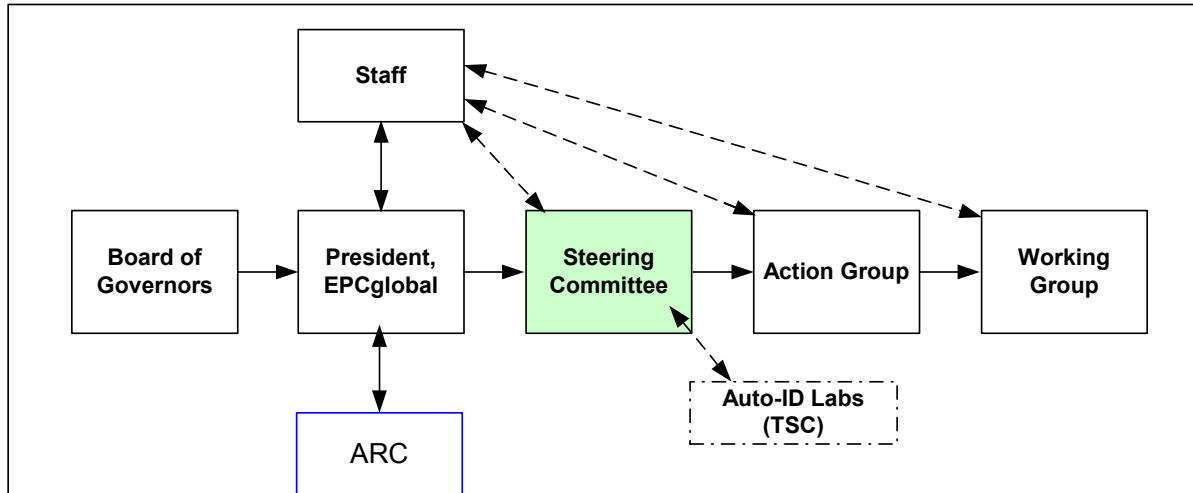 Staff
Board of
Governors
President,
EPCglobal
Steering
Committee
Action Group
Working
Group
Auto-ID Labs
(TSC)
ARC